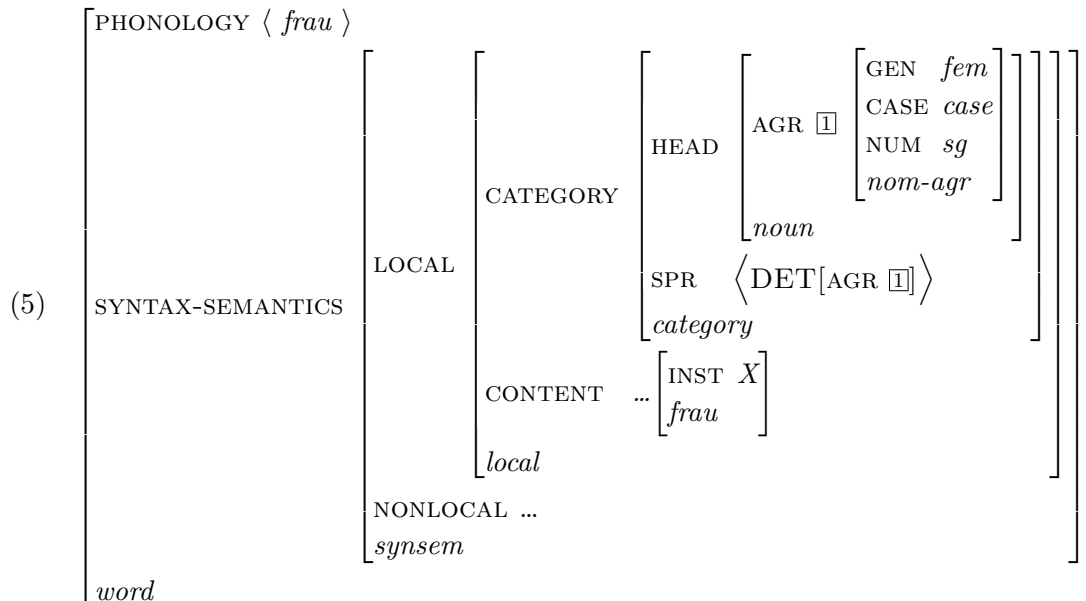 PHONOLOGY ⟨ frau ⟩
GEN fem
AGR 1 CASE case
HEAD NUM sg
nom-agr
CATEGORY
noun
LOCAL
SPR ⟨DET[AGR 1]⟩
(5) SYNTAX-SEMANTICS
category
INST X
CONTENT ...
frau
local
NONLOCAL ...
synsem
word